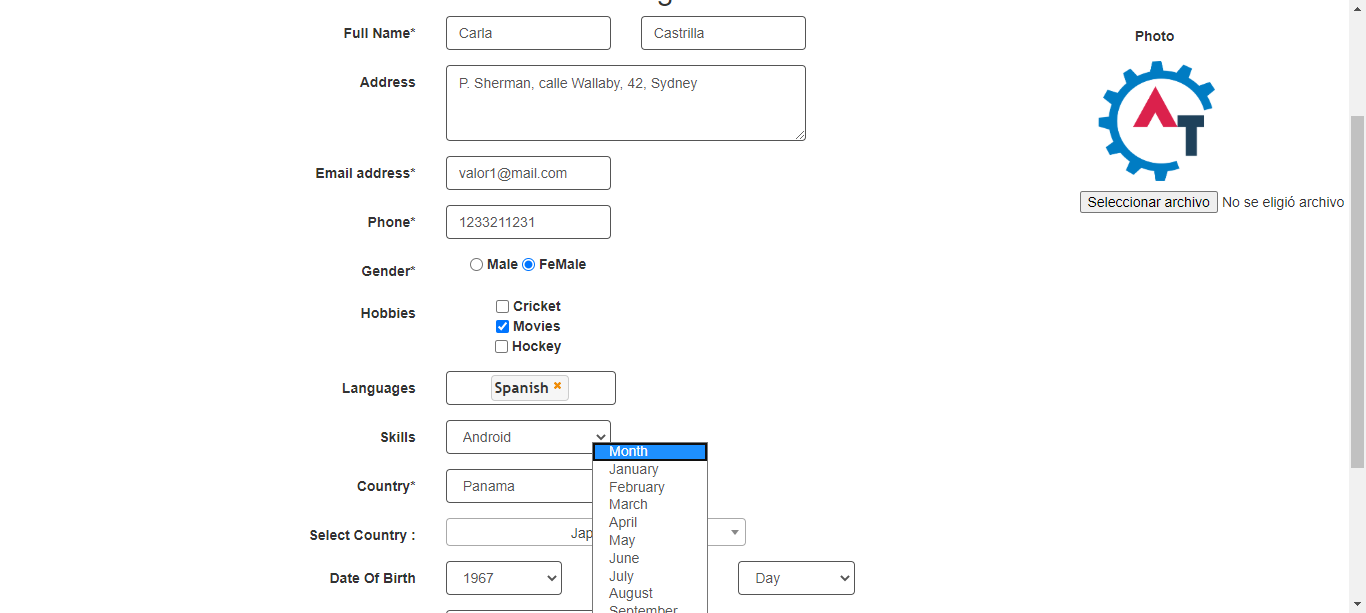 Full Name* Carla Castrilla
Photo
Address P. Sherman, calle Wallaby, 42, Sydney
AT
Email address* valor1@mail.com
Seleccionar archivo No se eligió archivo
Phone* 1233211231
Gender* Male FeMale
Hobbies Cricket
Movies
Hockey
Languages Spanish ×
Skills Android
Month
January
Country* Panama
February
March
April
Select Country : Jap
May
June
Date Of Birth 1967 Day
July
August
September